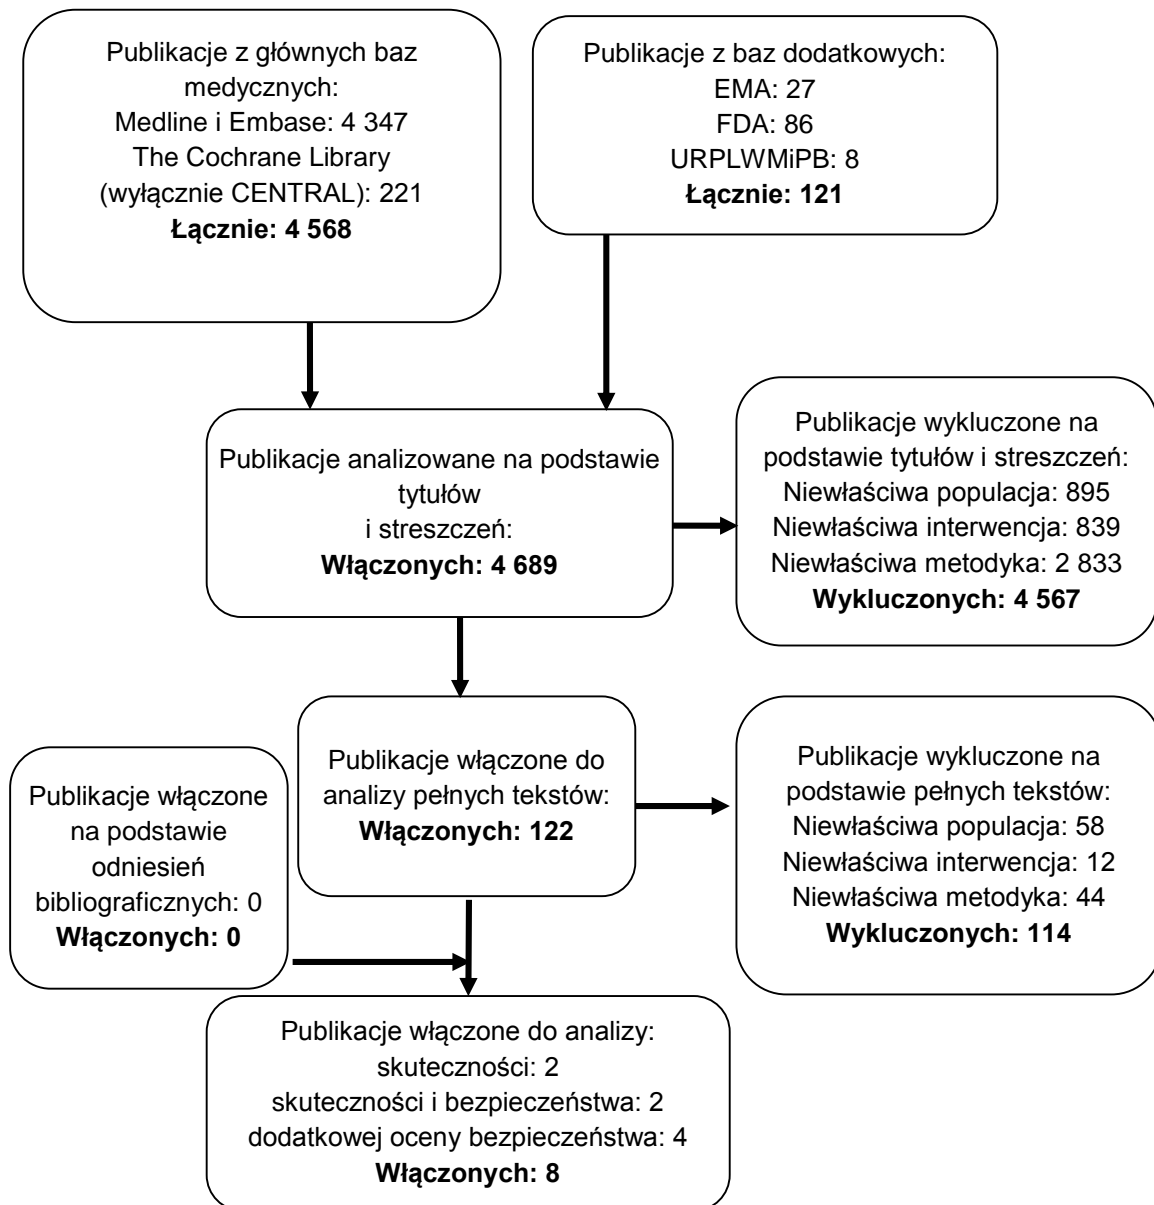 Publikacje z głównych baz
medycznych:
Medline i Embase: 4 347
The Cochrane Library
(wyłącznie CENTRAL): 221
Łącznie: 4 568
Publikacje z baz dodatkowych:
EMA: 27
FDA: 86
URPLWMiPB: 8
Łącznie: 121
Publikacje analizowane na podstawie
tytułów
i streszczeń:
Włączonych: 4 689
Publikacje wykluczone na
podstawie tytułów i streszczeń:
Niewłaściwa populacja: 895
Niewłaściwa interwencja: 839
Niewłaściwa metodyka: 2 833
Wykluczonych: 4 567
Publikacje włączone do
analizy pełnych tekstów:
Włączonych: 122
Publikacje wykluczone na
podstawie pełnych tekstów:
Niewłaściwa populacja: 58
Niewłaściwa interwencja: 12
Niewłaściwa metodyka: 44
Wykluczonych: 114
Publikacje włączone
na podstawie
odniesień
bibliograficznych: 0
Włączonych: 0
Publikacje włączone do analizy:
skuteczności: 2
skuteczności i bezpieczeństwa: 2
dodatkowej oceny bezpieczeństwa: 4
Włączonych: 8